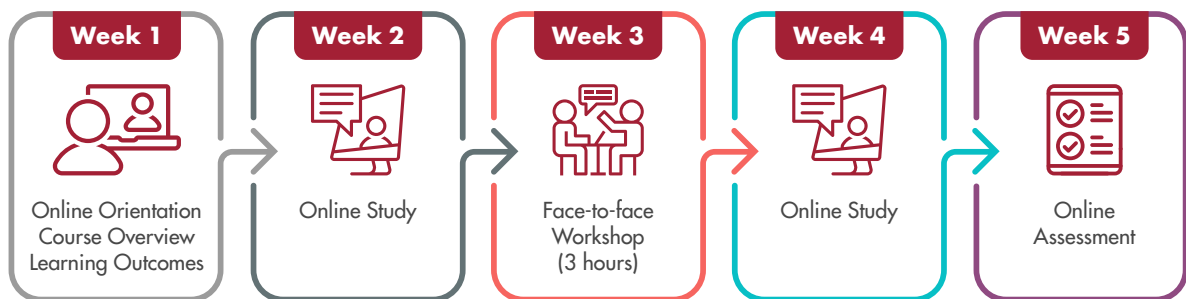 Week 1
Online Orientation
Course Overview
Learning Outcomes
Week 2
Online Study
Week 3
Face-to-face
Workshop
(3 hours)
Week 4
Online Study
Week 5
Online
Assessment